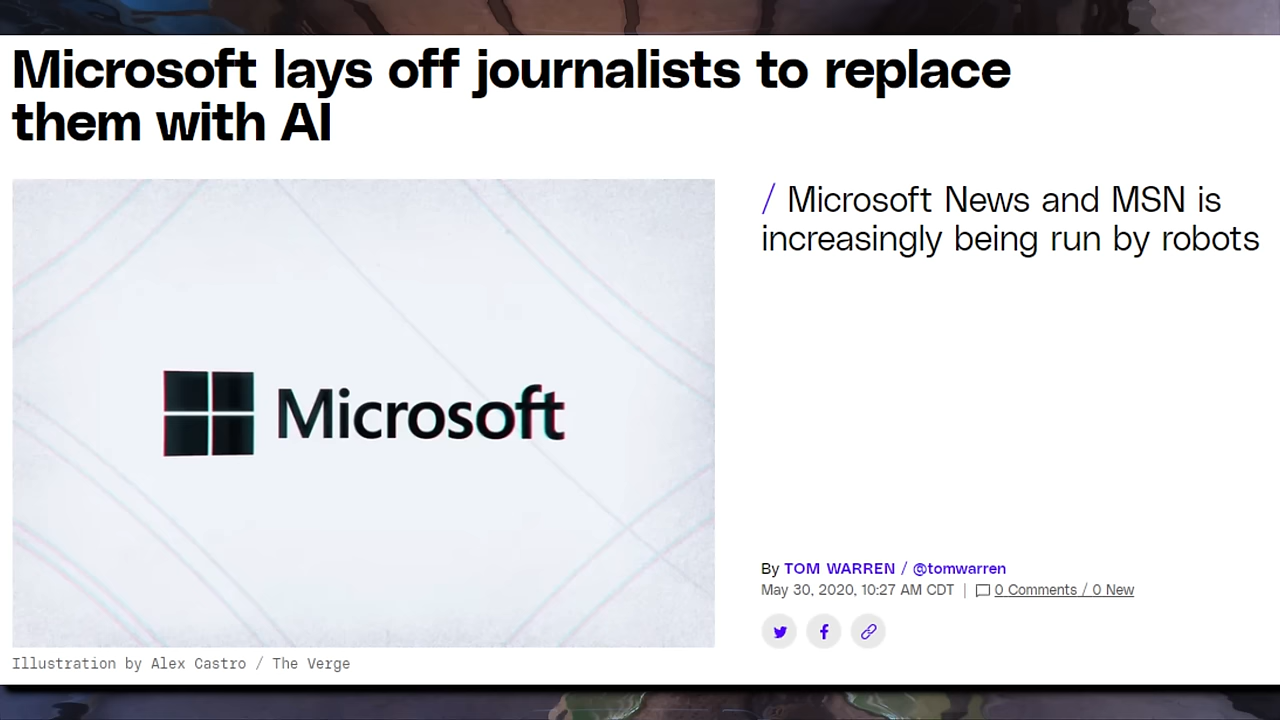 Microsoft lays off journalists to replace
them with AI
/ Microsoft News and MSN is
increasingly being run by robots
Microsoft
By TOM WARREN / @tomwarren
May 30, 2020, 10:27 AM CDT | 0 Comments / 0 New
Illustration by Alex Castro / The Verge